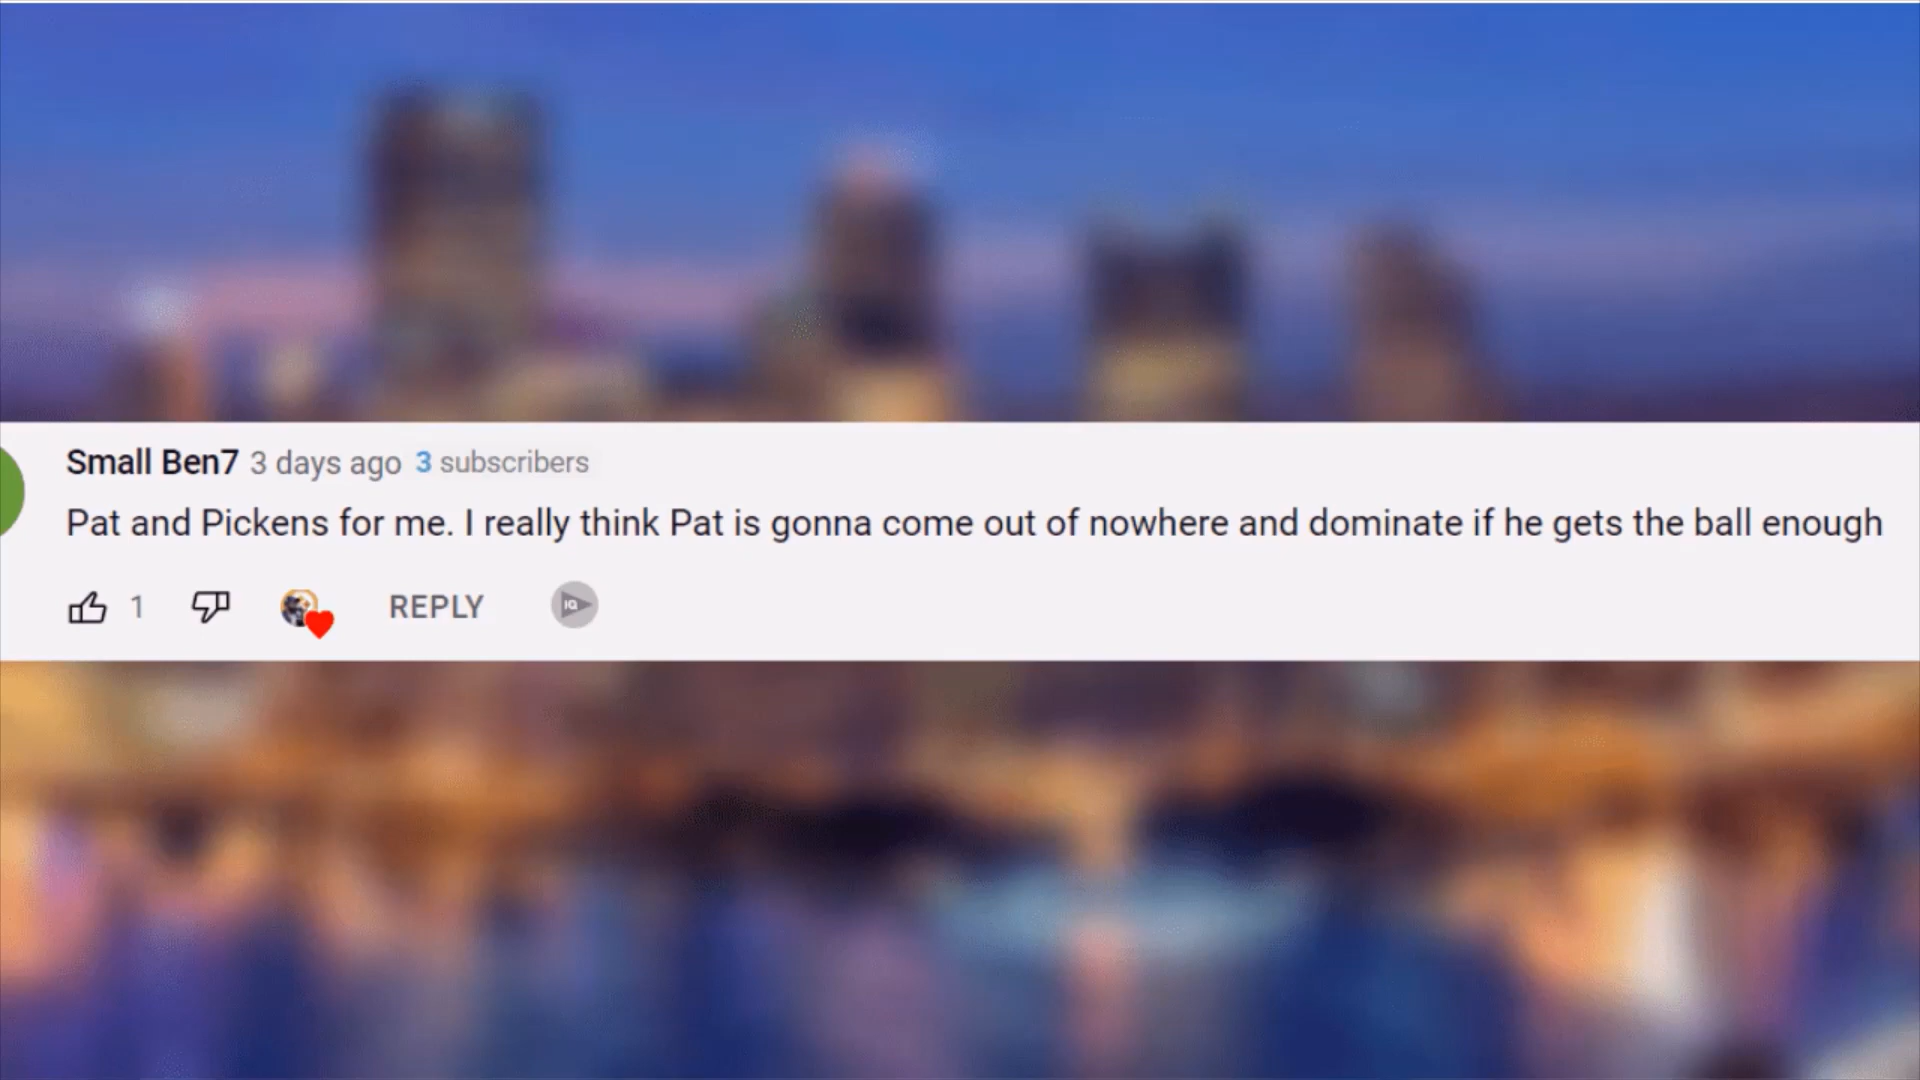 Small Ben7 3 days ago 3 subscribers
Pat and Pickens for me. I really think Pat is gonna come out of nowhere and dominate if he gets the ball enough
1 REPLY IQ